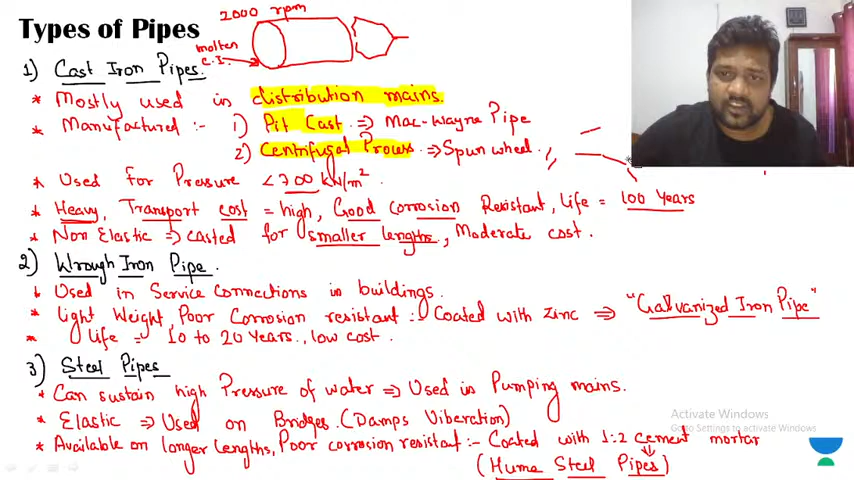 2000 rpm
Types of Pipes
molten
C.I.
1) Cast Iron Pipes.
* Mostly used in distribution mains.
* Manufactured :- 1) Pit Cast => Mac-Wayne Pipe
2) Centrifugal Process => Spun wheel
* Used for Pressure < 700 kN/m²
* Heavy, Transport cost = high, Good Corrosion Resistant, Life = 100 Years
* Non Elastic => casted for smaller lengths, Moderate cost.
2) Wrough Iron Pipe.
* Used in Service connections in buildings.
* Light Weight, Poor Corrosion resistant :- Coated with Zinc => "Galvanized Iron Pipe"
* Life = 10 to 20 Years, low cost.
3) Steel Pipes
* Can sustain high Pressure of water => Used in Pumping mains.
* Elastic => Used on Bridges. (Damps Viberation)
* Available on longer lengths, Poor corrosion resistant :- Coated with 1:2 cement mortar
(Hume Steel Pipes)
Activate Windows
Go to Settings to activate Windows.